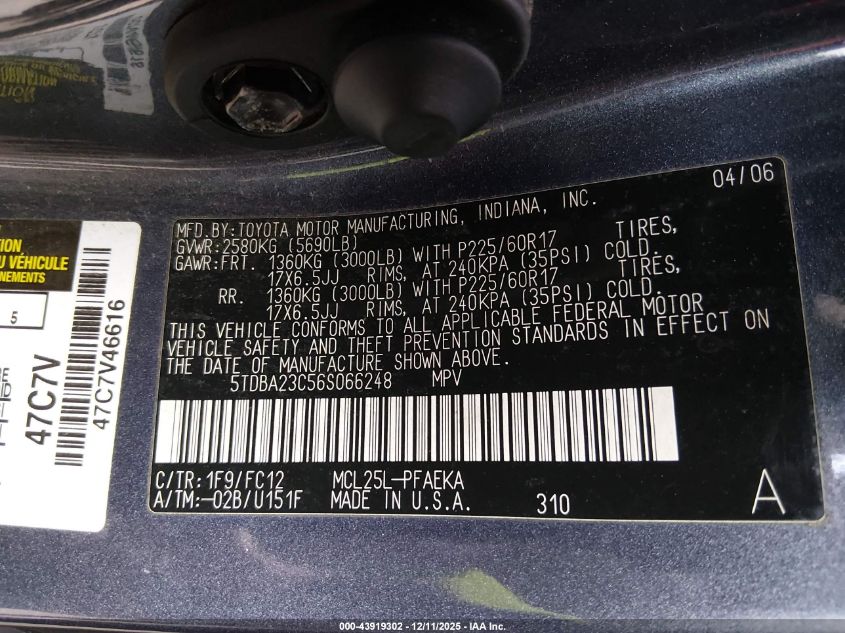 04/06
MFD.BY:TOYOTA MOTOR MANUFACTURING, INDIANA, INC.
GVWR:2580KG (5690LB)
GAWR:FRT. 1360KG (3000LB) WITH P225/60R17 TIRES,
17X6.5JJ RIMS, AT 240KPA (35PSI) COLD.
RR. 1360KG (3000LB) WITH P225/60R17 TIRES,
17X6.5JJ RIMS, AT 240KPA (35PSI) COLD.
THIS VEHICLE CONFORMS TO ALL APPLICABLE FEDERAL MOTOR
VEHICLE SAFETY AND THEFT PREVENTION STANDARDS IN EFFECT ON
THE DATE OF MANUFACTURE SHOWN ABOVE.
5TDBA23C56S066248 MPV
C/TR:1F9/FC12 MCL25L-PFAEKA
A/TM:-02B/U151F MADE IN U.S.A. 310 A
U VÉHICULE
NEMENTS
5
47C7V
47C7V46616
000-43919302 - 12/11/2025 - IAA Inc.